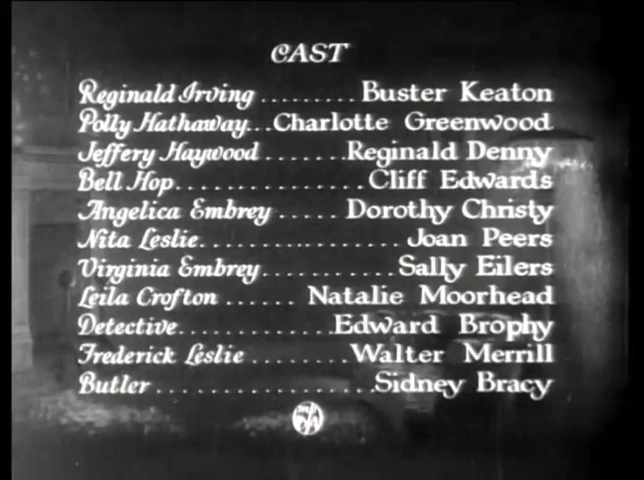 CAST
Reginald Irving ......... Buster Keaton
Polly Hathaway...Charlotte Greenwood
Jeffery Haywood .......Reginald Denny
Bell Hop................Cliff Edwards
Angelica Embrey ..... Dorothy Christy
Nita Leslie..................Joan Peers
Virginia Embrey............Sally Eilers
Leila Crofton ...... Natalie Moorhead
Detective.............Edward Brophy
Frederick Leslie ........Walter Merrill
Butler ...................Sidney Bracy